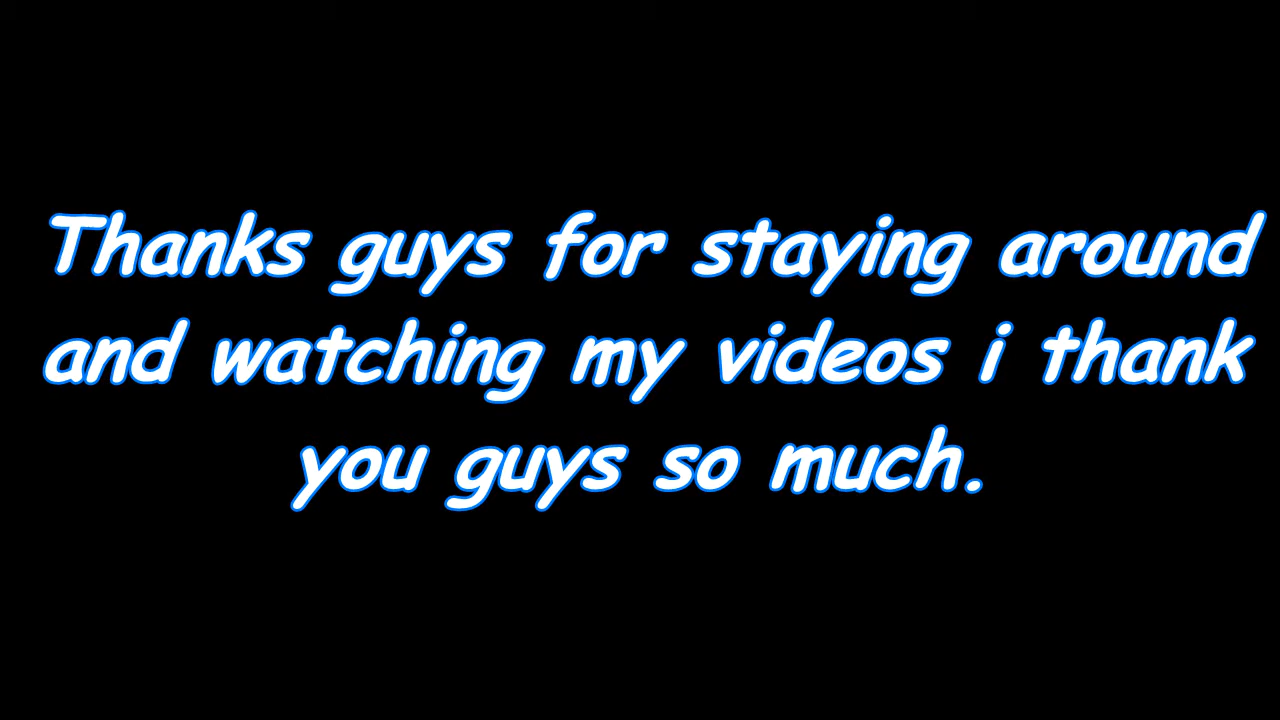 Thanks guys for staying around
and watching my videos i thank
you guys so much.